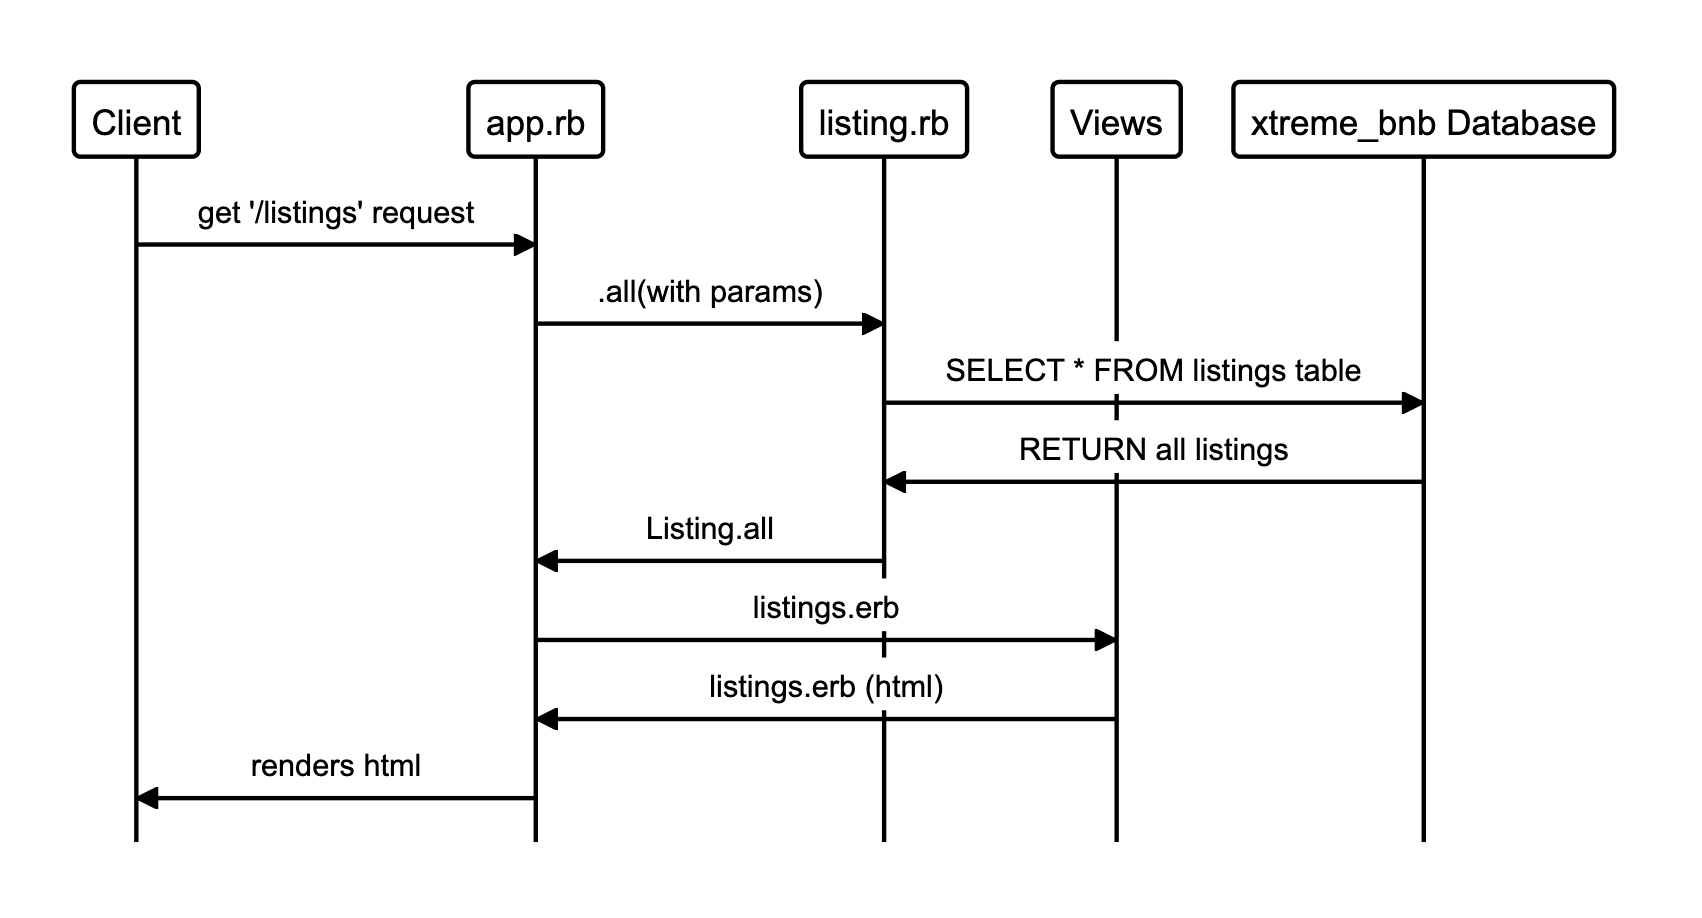 Client
app.rb
listing.rb
Views
xtreme_bnb Database
get '/listings' request
.all(with params)
SELECT * FROM listings table
RETURN all listings
Listing.all
listings.erb
listings.erb (html)
renders html